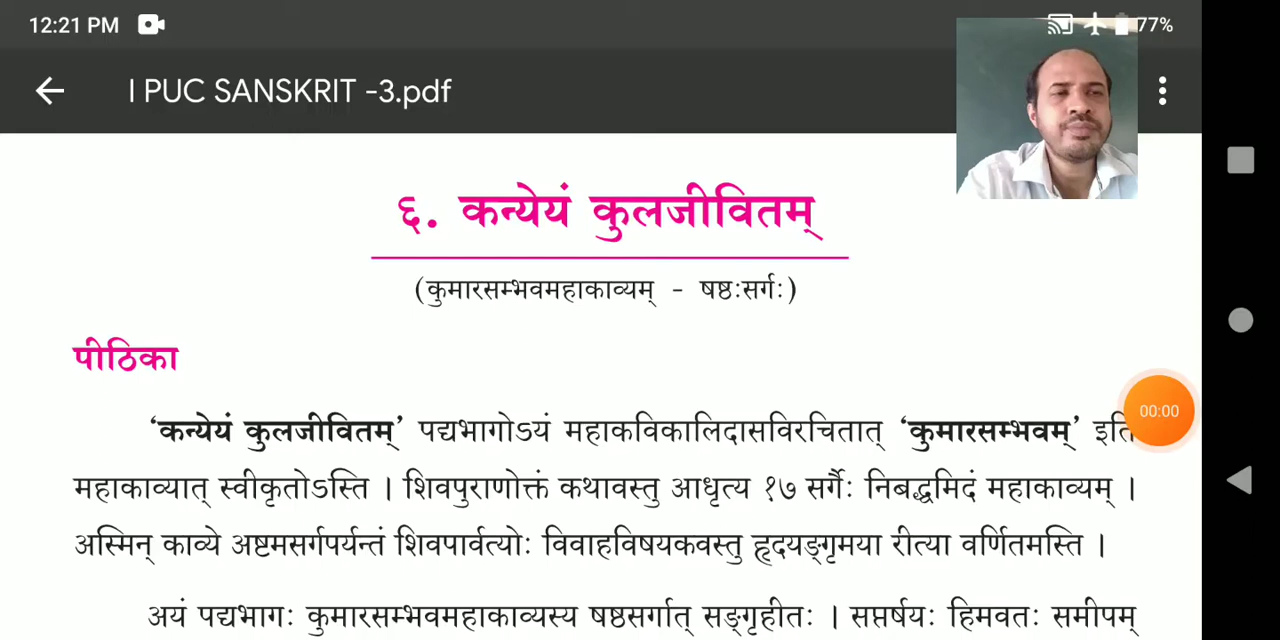 12:21 PM
77%
I PUC SANSKRIT -3.pdf
६. कन्येयं कुलजीवितम्
(कुमारसम्भवमहाकाव्यम् - षष्ठःसर्गः)
पीठिका
‘कन्येयं कुलजीवितम्’ पद्यभागोऽयं महाकविकालिदासविरचितात् ‘कुमारसम्भवम्’ इति
00:00
महाकाव्यात् स्वीकृतोऽस्ति । शिवपुराणोक्तं कथावस्तु आधृत्य १७ सर्गैः निबद्धमिदं महाकाव्यम् ।
अस्मिन् काव्ये अष्टमसर्गपर्यन्तं शिवपार्वत्योः विवाहविषयकवस्तु हृदयङ्गमया रीत्या वर्णितमस्ति ।
अयं पद्यभागः कुमारसम्भवमहाकाव्यस्य षष्ठसर्गात् सङ्गृहीतः । सप्तर्षयः हिमवतः समीपम्